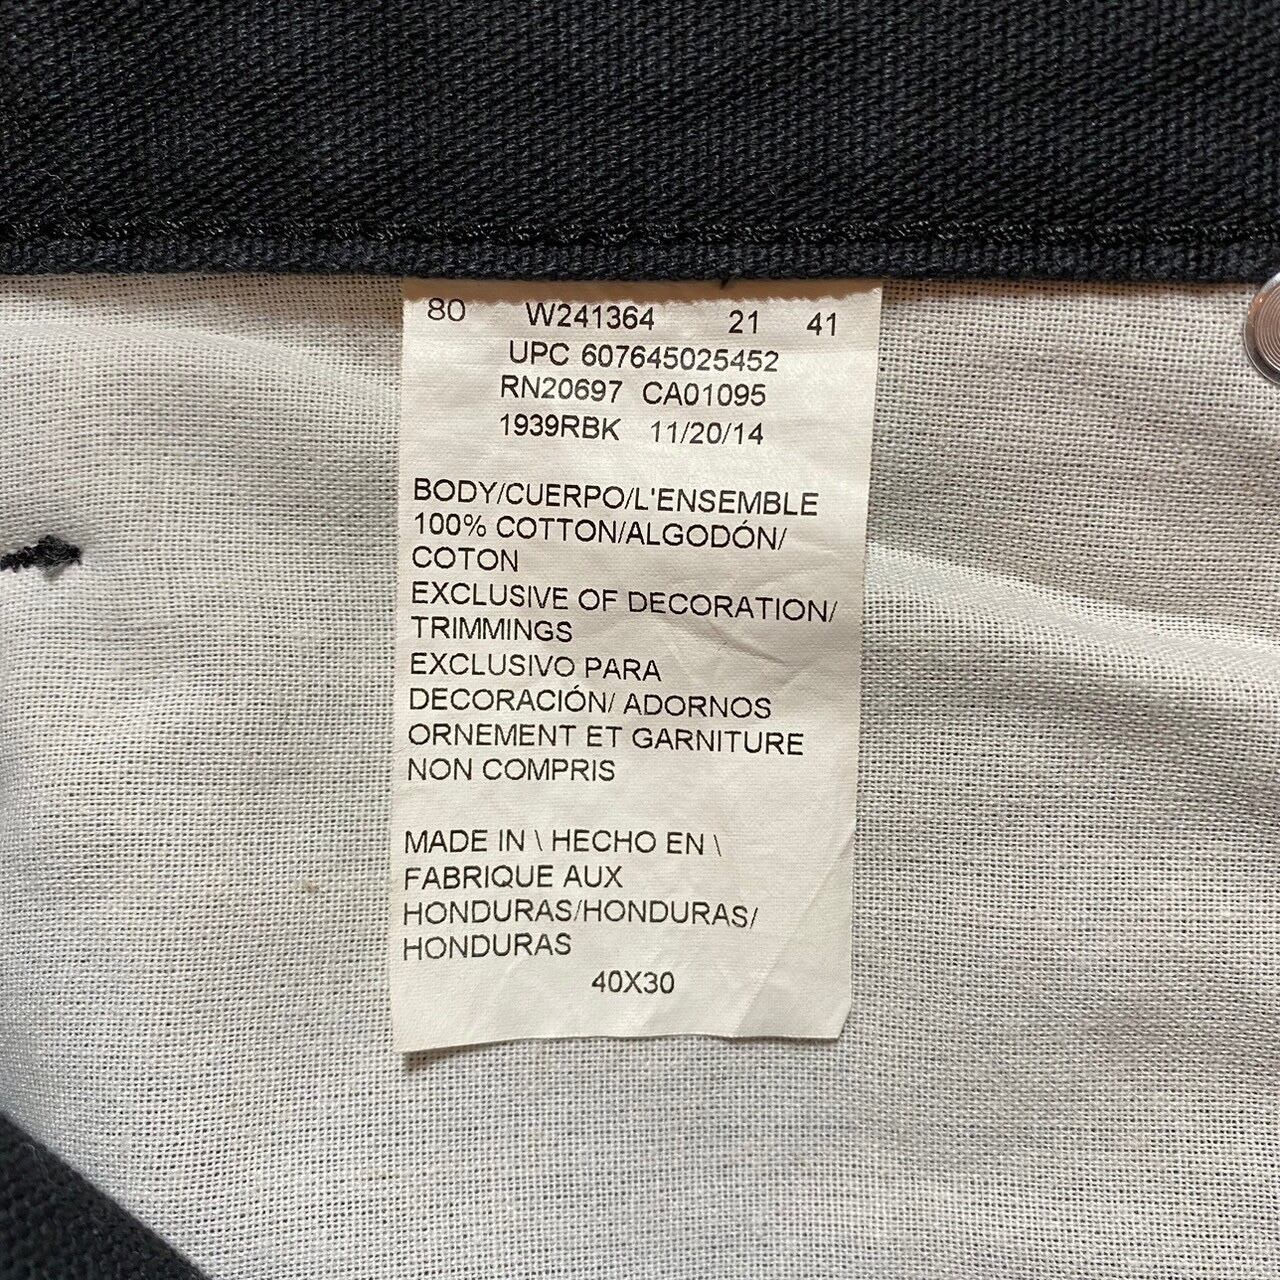 80 W241364 21 41
UPC 607645025452
RN20697 CA01095
1939RBK 11/20/14
BODY/CUERPO/L'ENSEMBLE
100% COTTON/ALGODÓN/
COTON
EXCLUSIVE OF DECORATION/
TRIMMINGS
EXCLUSIVO PARA
DECORACIÓN/ ADORNOS
ORNEMENT ET GARNITURE
NON COMPRIS
MADE IN \ HECHO EN \
FABRIQUE AUX
HONDURAS/HONDURAS/
HONDURAS
40X30